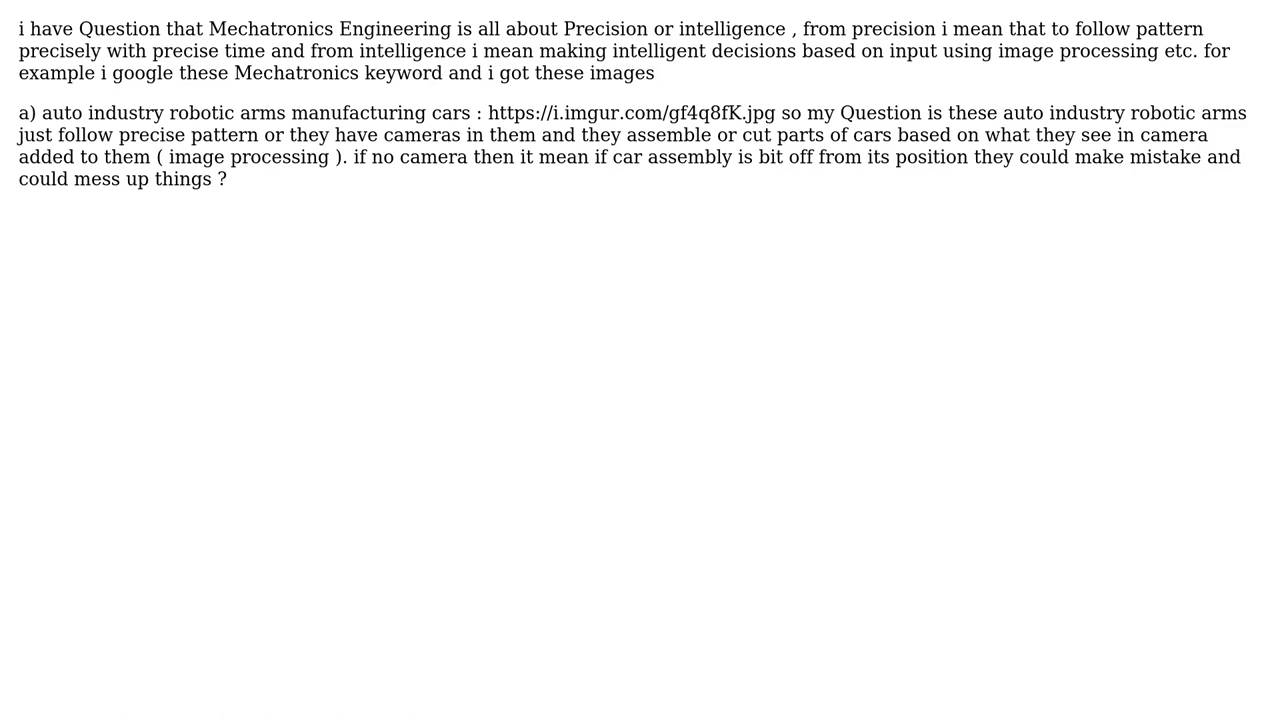 i have Question that Mechatronics Engineering is all about Precision or intelligence , from precision i mean that to follow pattern
precisely with precise time and from intelligence i mean making intelligent decisions based on input using image processing etc. for
example i google these Mechatronics keyword and i got these images
a) auto industry robotic arms manufacturing cars : https://i.imgur.com/gf4q8fK.jpg so my Question is these auto industry robotic arms
just follow precise pattern or they have cameras in them and they assemble or cut parts of cars based on what they see in camera
added to them ( image processing ). if no camera then it mean if car assembly is bit off from its position they could make mistake and
could mess up things ?